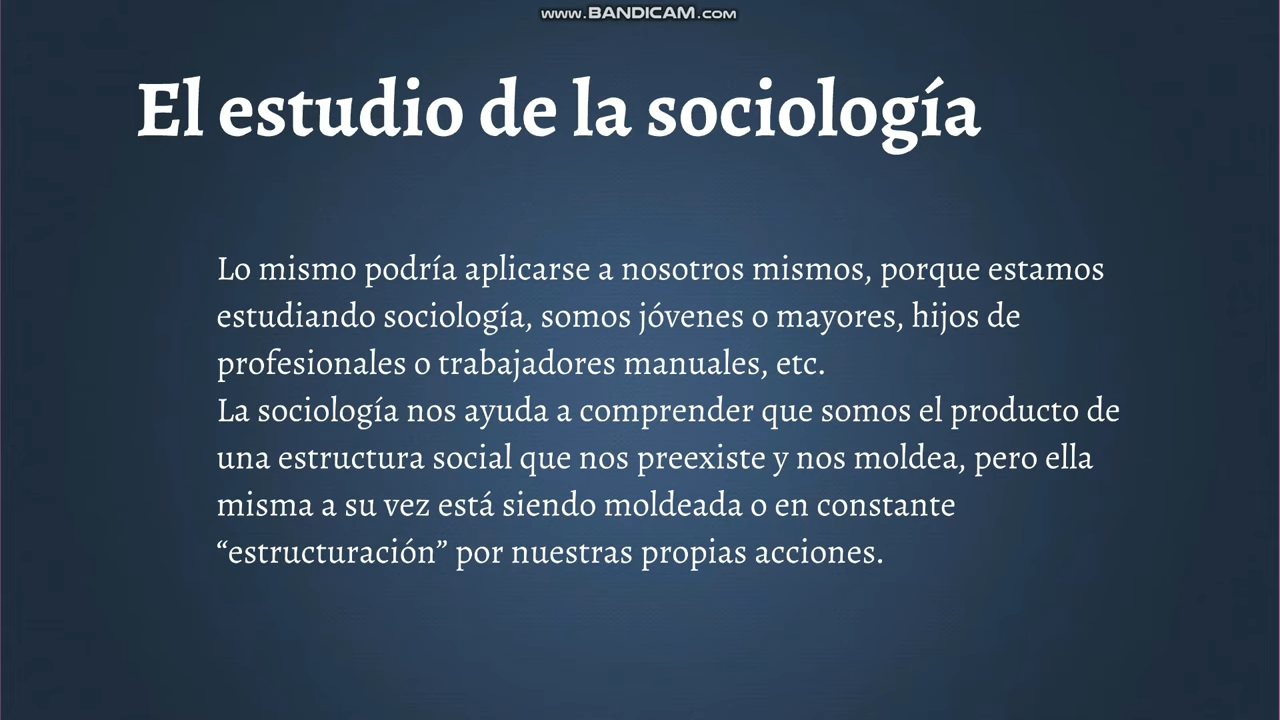 www.BANDICAM.com
El estudio de la sociología
Lo mismo podría aplicarse a nosotros mismos, porque estamos
estudiando sociología, somos jóvenes o mayores, hijos de
profesionales o trabajadores manuales, etc.
La sociología nos ayuda a comprender que somos el producto de
una estructura social que nos preexiste y nos moldea, pero ella
misma a su vez está siendo moldeada o en constante
“estructuración” por nuestras propias acciones.